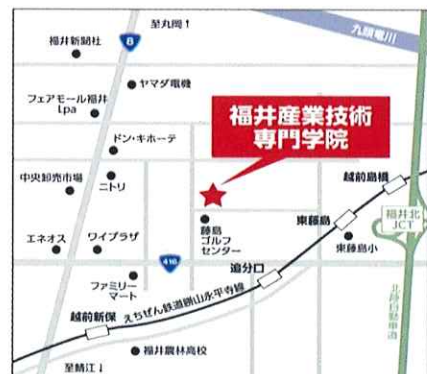 至丸岡↑
九頭竜川
8
福井新聞社
ヤマダ電機
フェアモール福井
Lpa
福井産業技術
専門学院
ドン・キホーテ
中央卸売市場
ニトリ
越前島橋
藤島
ゴルフ
センター
東藤島
福井北
JCT
エネオス
ワイプラザ
416
東藤島小
追分口
ファミリー
マート
えちぜん鉄道勝山永平寺線
北陸自動車道
越前新保
福井農林高校
至鯖江↓